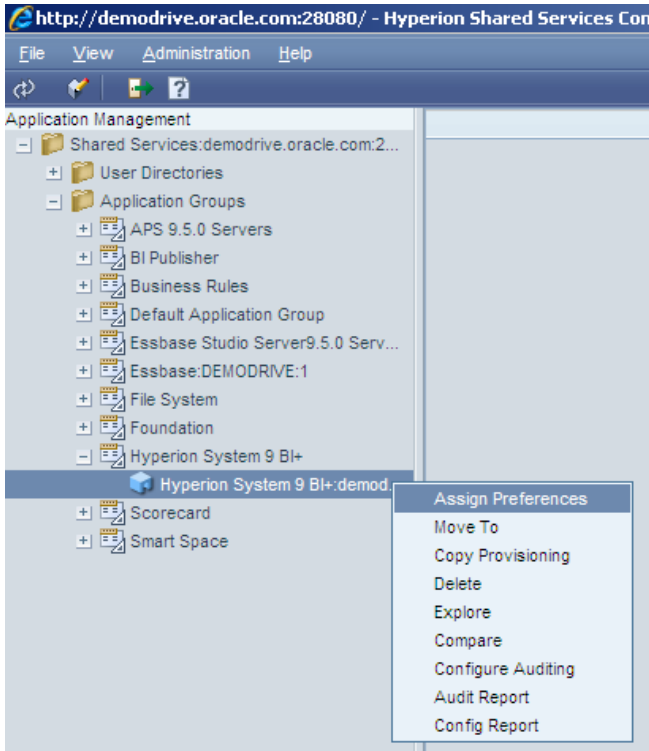 http://demodrive.oracle.com:28080/ - Hyperion Shared Services Con
File View Administration Help
Application Management
Shared Services:demodrive.oracle.com:2...
User Directories
Application Groups
APS 9.5.0 Servers
BI Publisher
Business Rules
Default Application Group
Essbase Studio Server9.5.0 Serv...
Essbase:DEMODRIVE:1
File System
Foundation
Hyperion System 9 BI+
Hyperion System 9 BI+:demod...
Scorecard
Smart Space
Assign Preferences
Move To
Copy Provisioning
Delete
Explore
Compare
Configure Auditing
Audit Report
Config Report